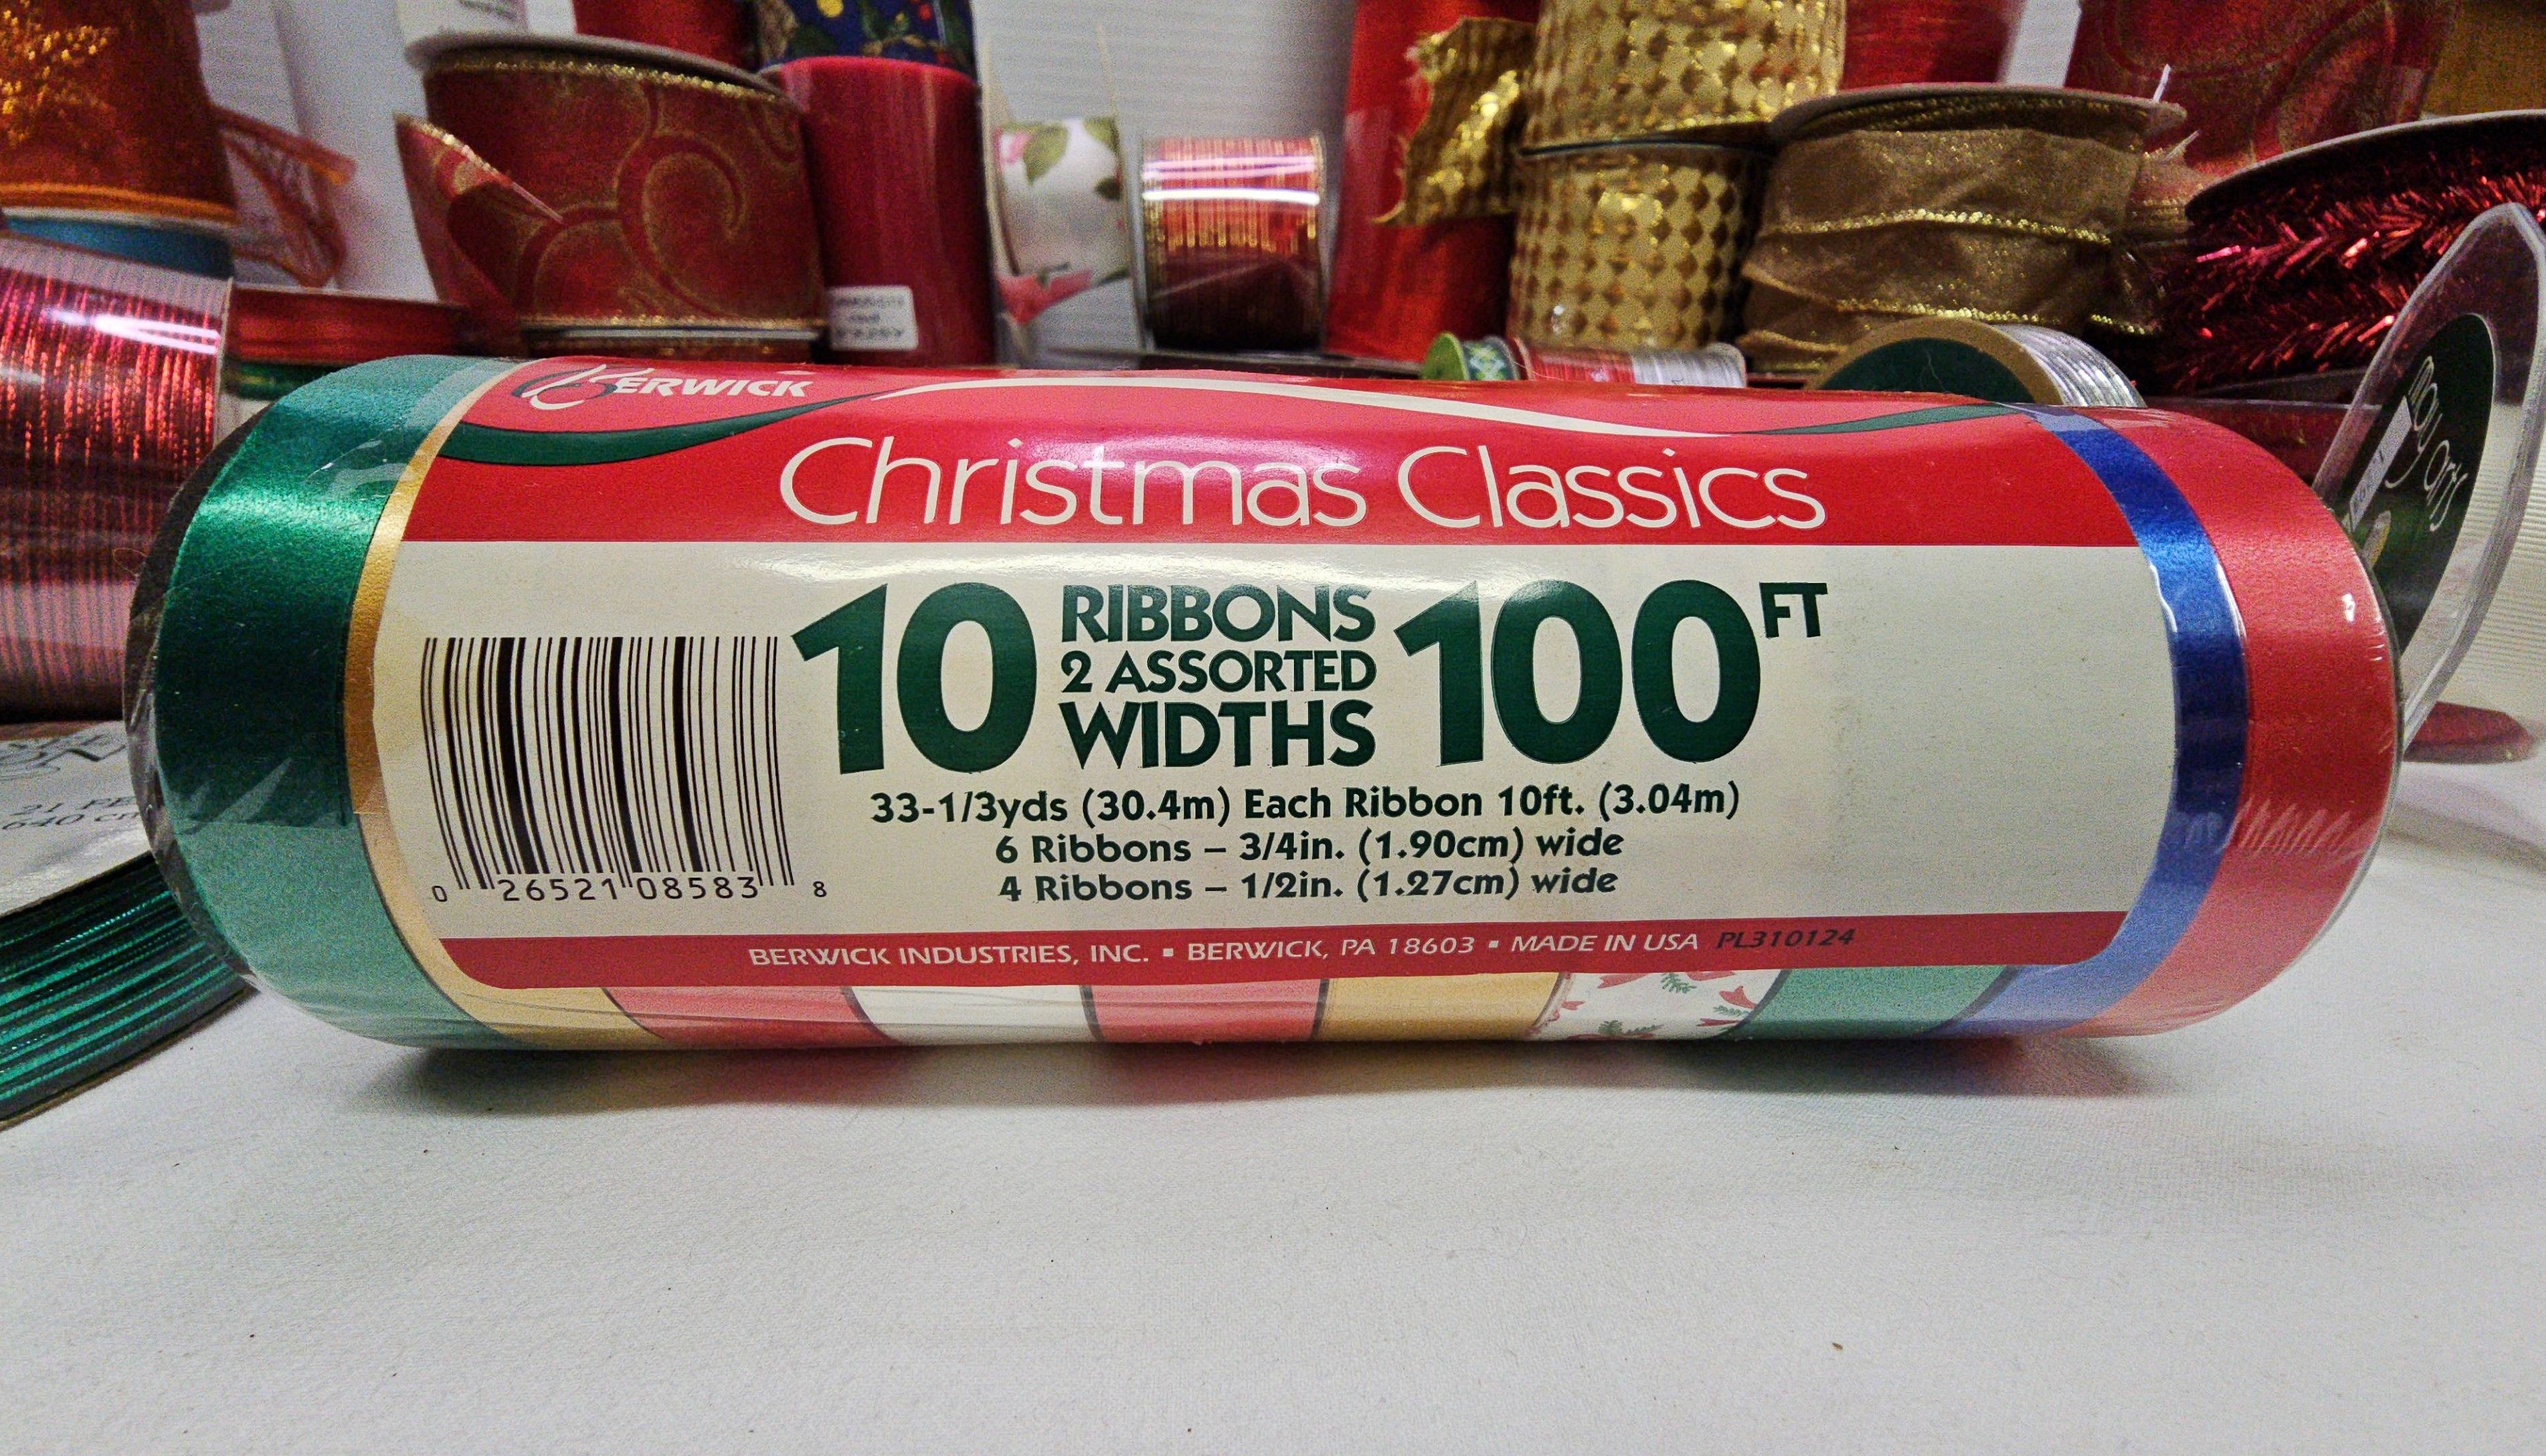 BERWICK
Christmas Classics
10 RIBBONS 2 ASSORTED WIDTHS 100 FT
33-1/3yds (30.4m) Each Ribbon 10ft. (3.04m)
6 Ribbons – 3/4in. (1.90cm) wide
4 Ribbons – 1/2in. (1.27cm) wide
0 26521 08583 8
BERWICK INDUSTRIES, INC. ▪ BERWICK, PA 18603 ▪ MADE IN USA PL310124